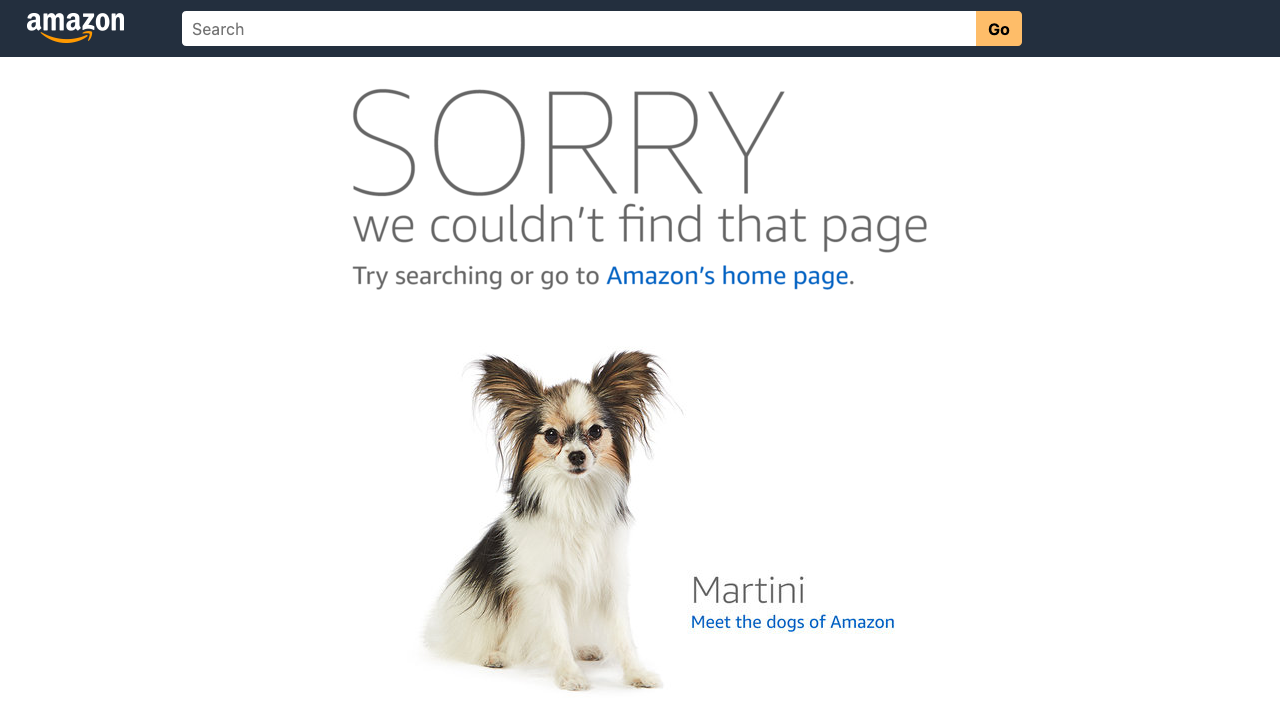 amazon
Search
Go
SORRY
we couldn't find that page
Try searching or go to Amazon's home page.
Martini
Meet the dogs of Amazon